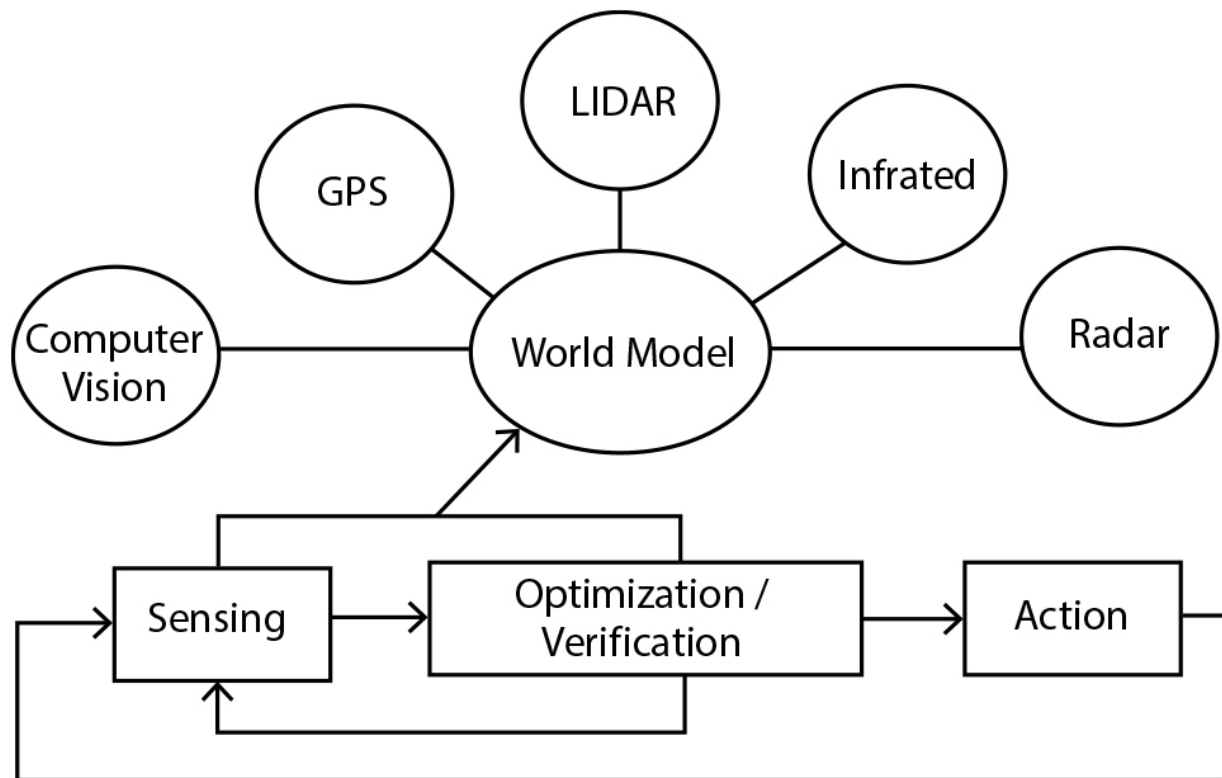 LIDAR
GPS
Infrated
Computer
Vision
World Model
Radar
Sensing
Optimization /
Verification
Action